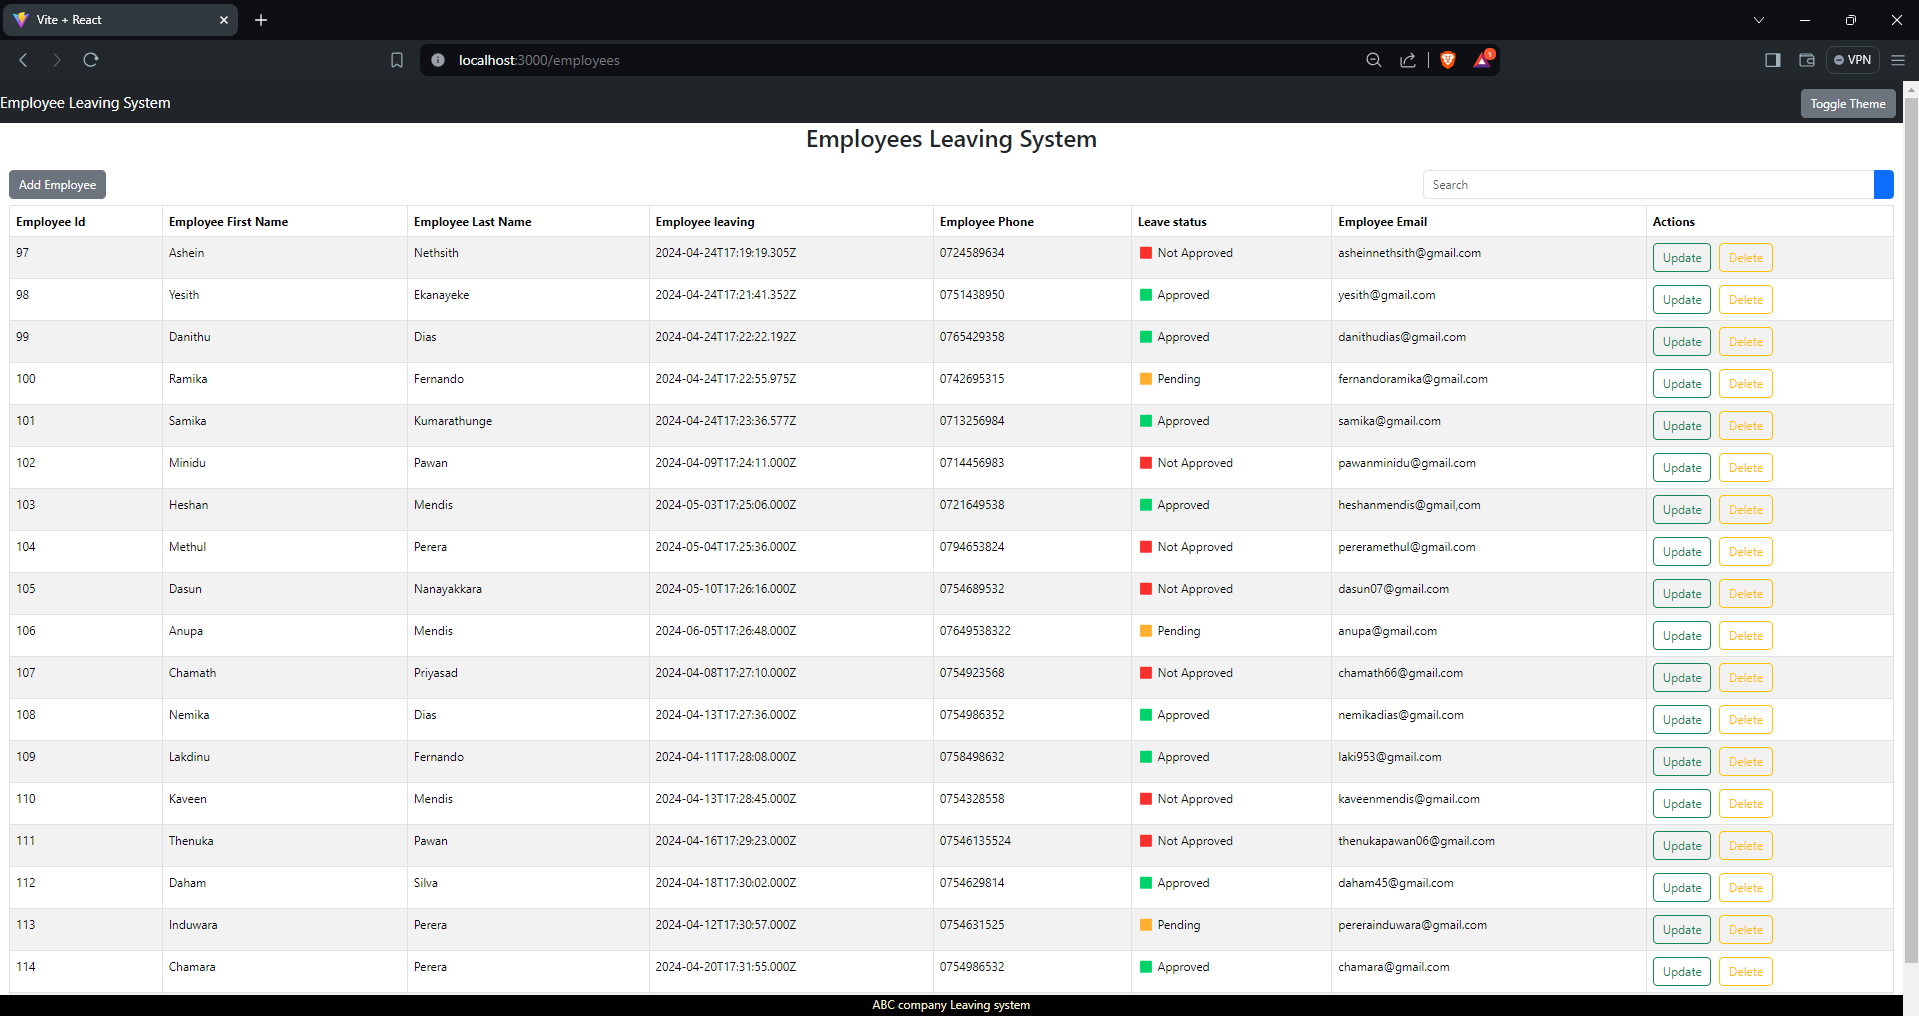 Vite + React
localhost:3000/employees
1
VPN
Employee Leaving System
Toggle Theme
Employees Leaving System
Add Employee
Search
Employee Id Employee First Name Employee Last Name Employee leaving Employee Phone Leave status Employee Email Actions
97 Ashein Nethsith 2024-04-24T17:19:19.305Z 0724589634 Not Approved asheinnethsith@gmail.com Update Delete
98 Yesith Ekanayeke 2024-04-24T17:21:41.352Z 0751438950 Approved yesith@gmail.com Update Delete
99 Danithu Dias 2024-04-24T17:22:22.192Z 0765429358 Approved danithudias@gmail.com Update Delete
100 Ramika Fernando 2024-04-24T17:22:55.975Z 0742695315 Pending fernandoramika@gmail.com Update Delete
101 Samika Kumarathunge 2024-04-24T17:23:36.577Z 0713256984 Approved samika@gmail.com Update Delete
102 Minidu Pawan 2024-04-09T17:24:11.000Z 0714456983 Not Approved pawanminidu@gmail.com Update Delete
103 Heshan Mendis 2024-05-03T17:25:06.000Z 0721649538 Approved heshanmendis@gmail,com Update Delete
104 Methul Perera 2024-05-04T17:25:36.000Z 0794653824 Not Approved pereramethul@gmail.com Update Delete
105 Dasun Nanayakkara 2024-05-10T17:26:16.000Z 0754689532 Not Approved dasun07@gmail.com Update Delete
106 Anupa Mendis 2024-06-05T17:26:48.000Z 07649538322 Pending anupa@gmail.com Update Delete
107 Chamath Priyasad 2024-04-08T17:27:10.000Z 0754923568 Not Approved chamath66@gmail.com Update Delete
108 Nemika Dias 2024-04-13T17:27:36.000Z 0754986352 Approved nemikadias@gmail.com Update Delete
109 Lakdinu Fernando 2024-04-11T17:28:08.000Z 0758498632 Approved laki953@gmail.com Update Delete
110 Kaveen Mendis 2024-04-13T17:28:45.000Z 0754328558 Not Approved kaveenmendis@gmail.com Update Delete
111 Thenuka Pawan 2024-04-16T17:29:23.000Z 07546135524 Not Approved thenukapawan06@gmail.com Update Delete
112 Daham Silva 2024-04-18T17:30:02.000Z 0754629814 Approved daham45@gmail.com Update Delete
113 Induwara Perera 2024-04-12T17:30:57.000Z 0754631525 Pending pererainduwara@gmail.com Update Delete
114 Chamara Perera 2024-04-20T17:31:55.000Z 0754986532 Approved chamara@gmail.com Update Delete
ABC company Leaving system